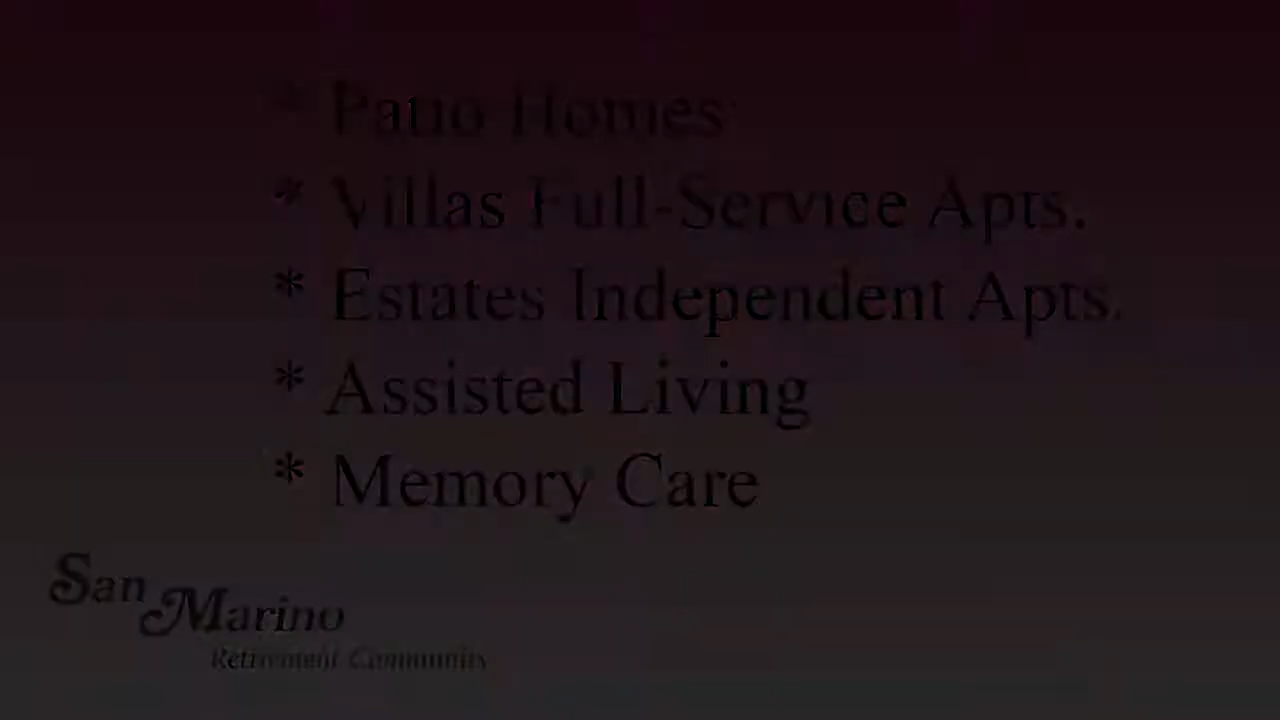 * Patio Homes
* Villas Full-Service Apts.
* Estates Independent Apts.
* Assisted Living
* Memory Care
San
Marino
Retirement Community